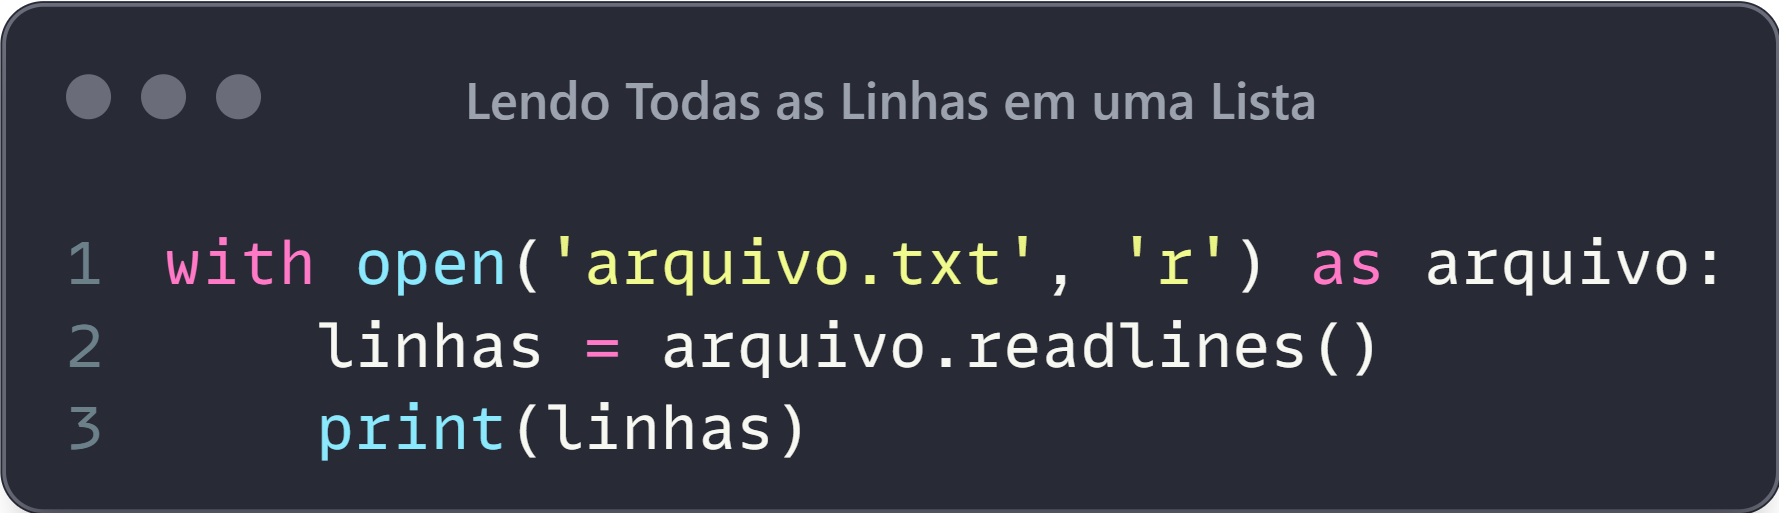 Lendo Todas as Linhas em uma Lista
1 with open('arquivo.txt', 'r') as arquivo:
2     linhas = arquivo.readlines()
3     print(linhas)